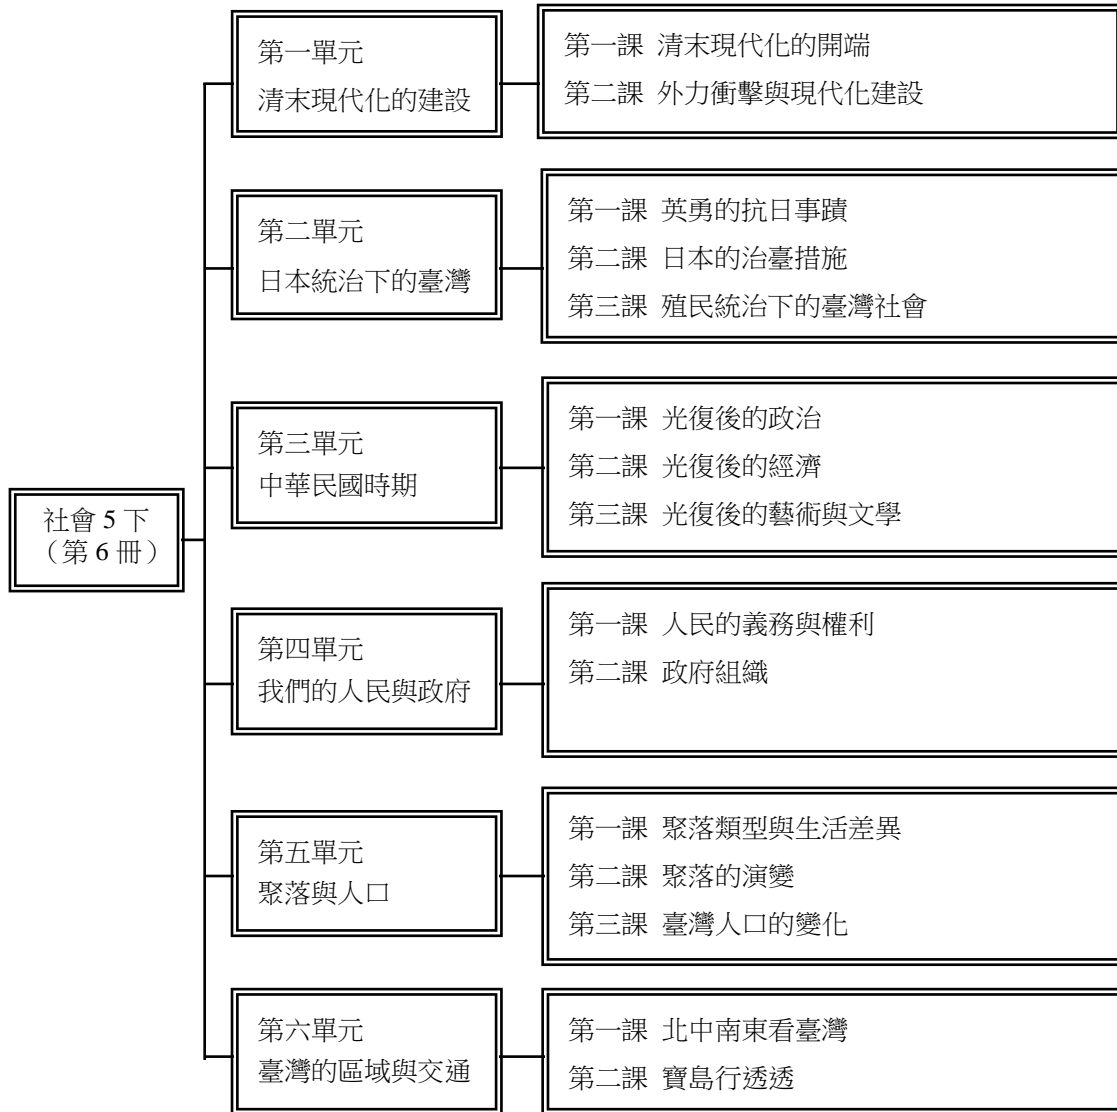 第一單元
清末現代化的建設
第一課 清末現代化的開端
第二課 外力衝擊與現代化建設
第二單元
日本統治下的臺灣
第一課 英勇的抗日事蹟
第二課 日本的治臺措施
第三課 殖民統治下的臺灣社會
第三單元
中華民國時期
第一課 光復後的政治
第二課 光復後的經濟
第三課 光復後的藝術與文學
社會 5 下
（第 6 冊）
第四單元
我們的人民與政府
第一課 人民的義務與權利
第二課 政府組織
第五單元
聚落與人口
第一課 聚落類型與生活差異
第二課 聚落的演變
第三課 臺灣人口的變化
第六單元
臺灣的區域與交通
第一課 北中南東看臺灣
第二課 寶島行透透